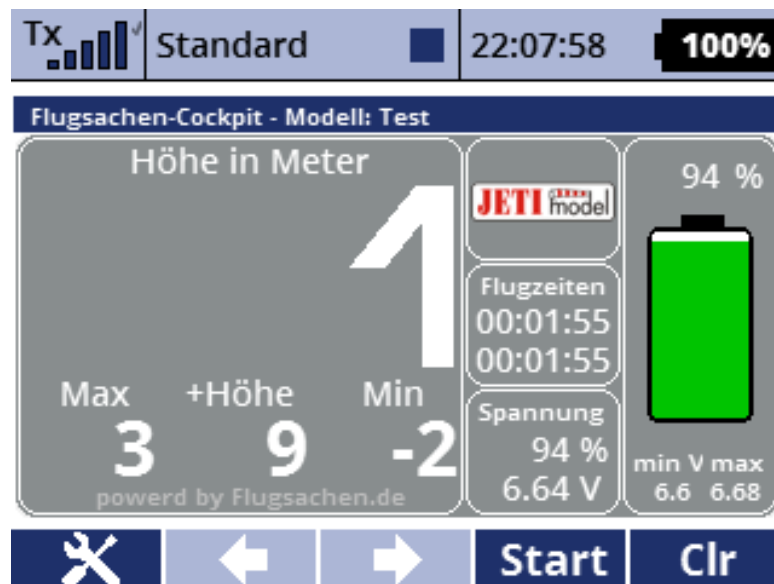 Tx Standard 22:07:58 100%
Flugsachen-Cockpit - Modell: Test
Höhe in Meter
1
Max +Höhe Min
3 9 -2
powerd by Flugsachen.de
JETI model
Flugzeiten
00:01:55
00:01:55
Spannung
94 %
6.64 V
94 %
min V max
6.6 6.68
Start Clr